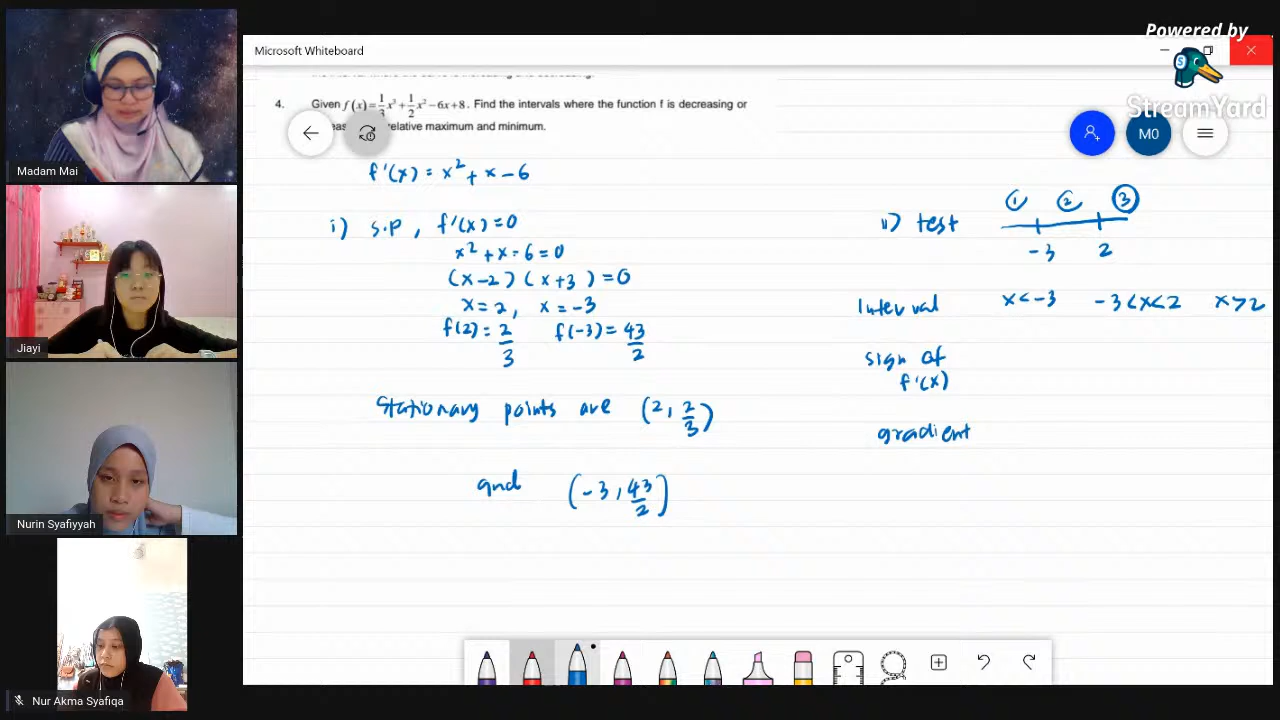 Powered by
StreamYard
Microsoft Whiteboard
4. Given f(x)=1/3x³+1/2x²−6x+8. Find the intervals where the function f is decreasing or
relative maximum and minimum.
M0
f'(x) = x² + x − 6
i) s.p, f'(x) = 0
x² + x − 6 = 0
(x−2)(x+3) = 0
x = 2, x = −3
f(2) = 2/3 f(−3) = 43/2
Stationary points are (2, 2/3)
and (−3, 43/2)
ii) test ① ② ③
−3 2
Interval x<−3 −3<x<2 x>2
sign of
f'(x)
gradient
Madam Mai
Jiayi
Nurin Syafiyyah
Nur Akma Syafiqa